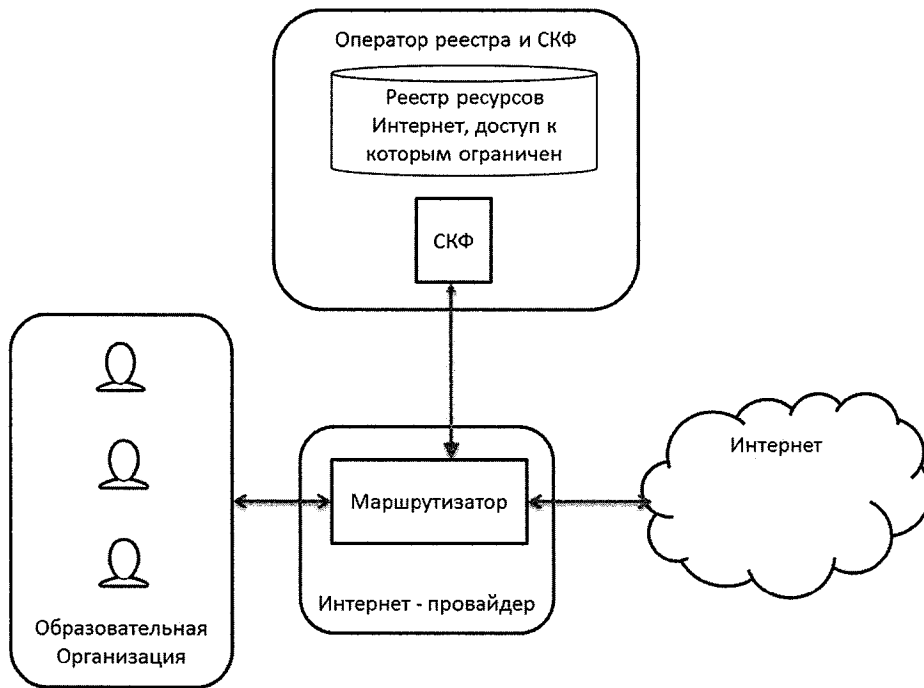 Оператор реестра и СКФ
Реестр ресурсов
Интернет, доступ к
которым ограничен
СКФ
Интернет
Маршрутизатор
Интернет - провайдер
Образовательная
Организация